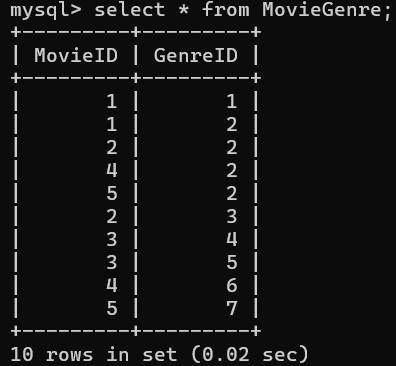 mysql> select * from MovieGenre;
+---------+---------+
| MovieID | GenreID |
+---------+---------+
|       1 |       1 |
|       1 |       2 |
|       2 |       2 |
|       4 |       2 |
|       5 |       2 |
|       2 |       3 |
|       3 |       4 |
|       3 |       5 |
|       4 |       6 |
|       5 |       7 |
+---------+---------+
10 rows in set (0.02 sec)